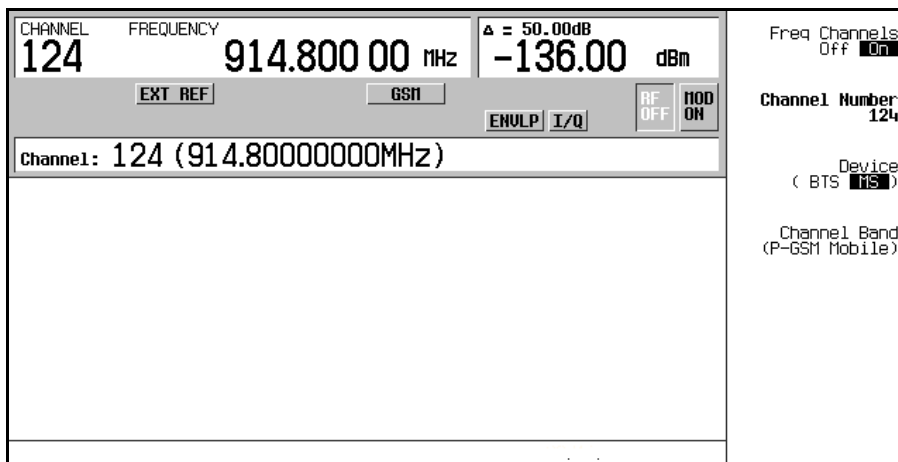 CHANNEL FREQUENCY
124 914.800 00 MHz
Δ = 50.00dB
-136.00 dBm
EXT REF GSM
ENVLP I/Q
RF OFF
MOD ON
Channel: 124 (914.80000000MHz)
Freq Channels
Off On
Channel Number
124
Device
( BTS MS )
Channel Band
(P-GSM Mobile)